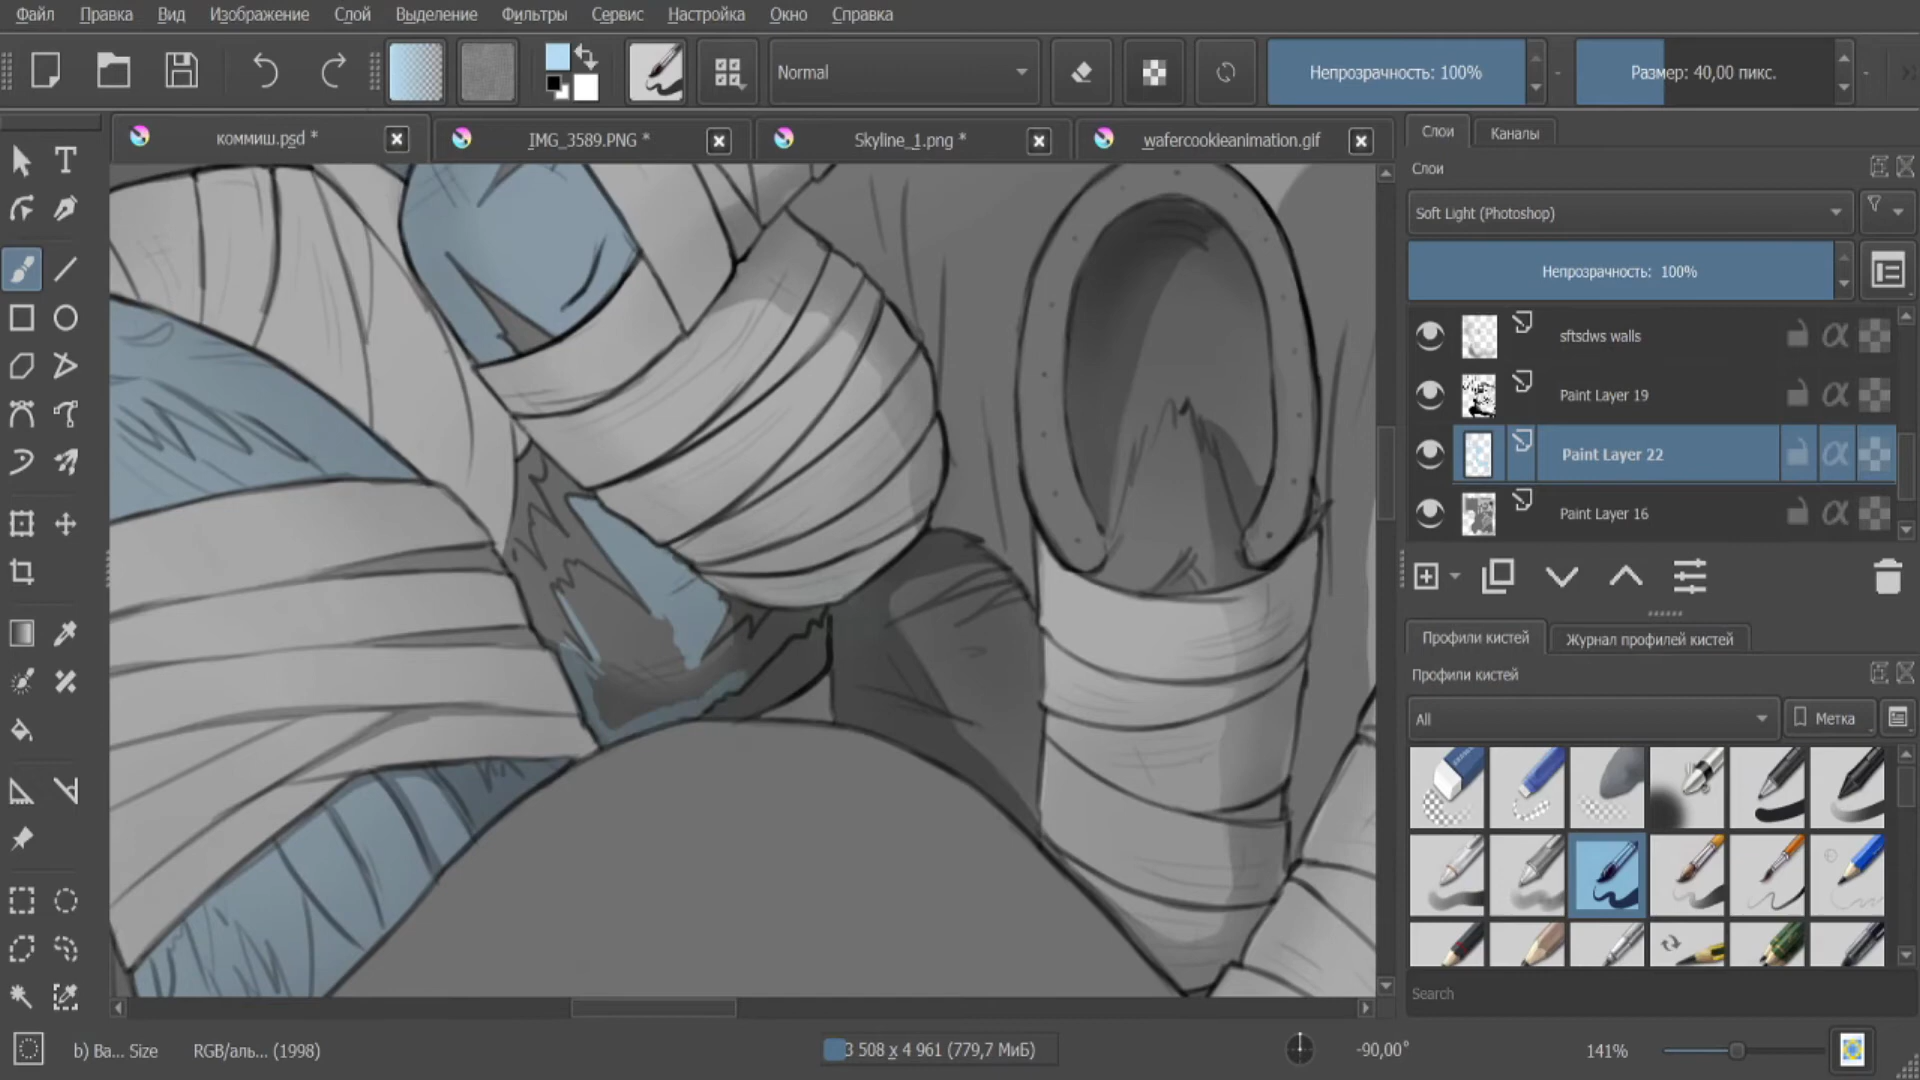 Файл Правка Вид Изображение Слой Выделение Фильтры Сервис Настройка Окно Справка
Normal Непрозрачность: 100% Размер: 40,00 пикс.
коммиш.psd * IMG_3589.PNG * Skyline_1.png * wafercookieanimation.gif
Слои Каналы
Слои
Soft Light (Photoshop)
Непрозрачность: 100%
sftsdws walls
Paint Layer 19
Paint Layer 22
Paint Layer 16
Профили кистей Журнал профилей кистей
Профили кистей
All Метка
Search
b) Ba... Size RGB/аль... (1998) 3 508 x 4 961 (779,7 МиБ) -90,00° 141%